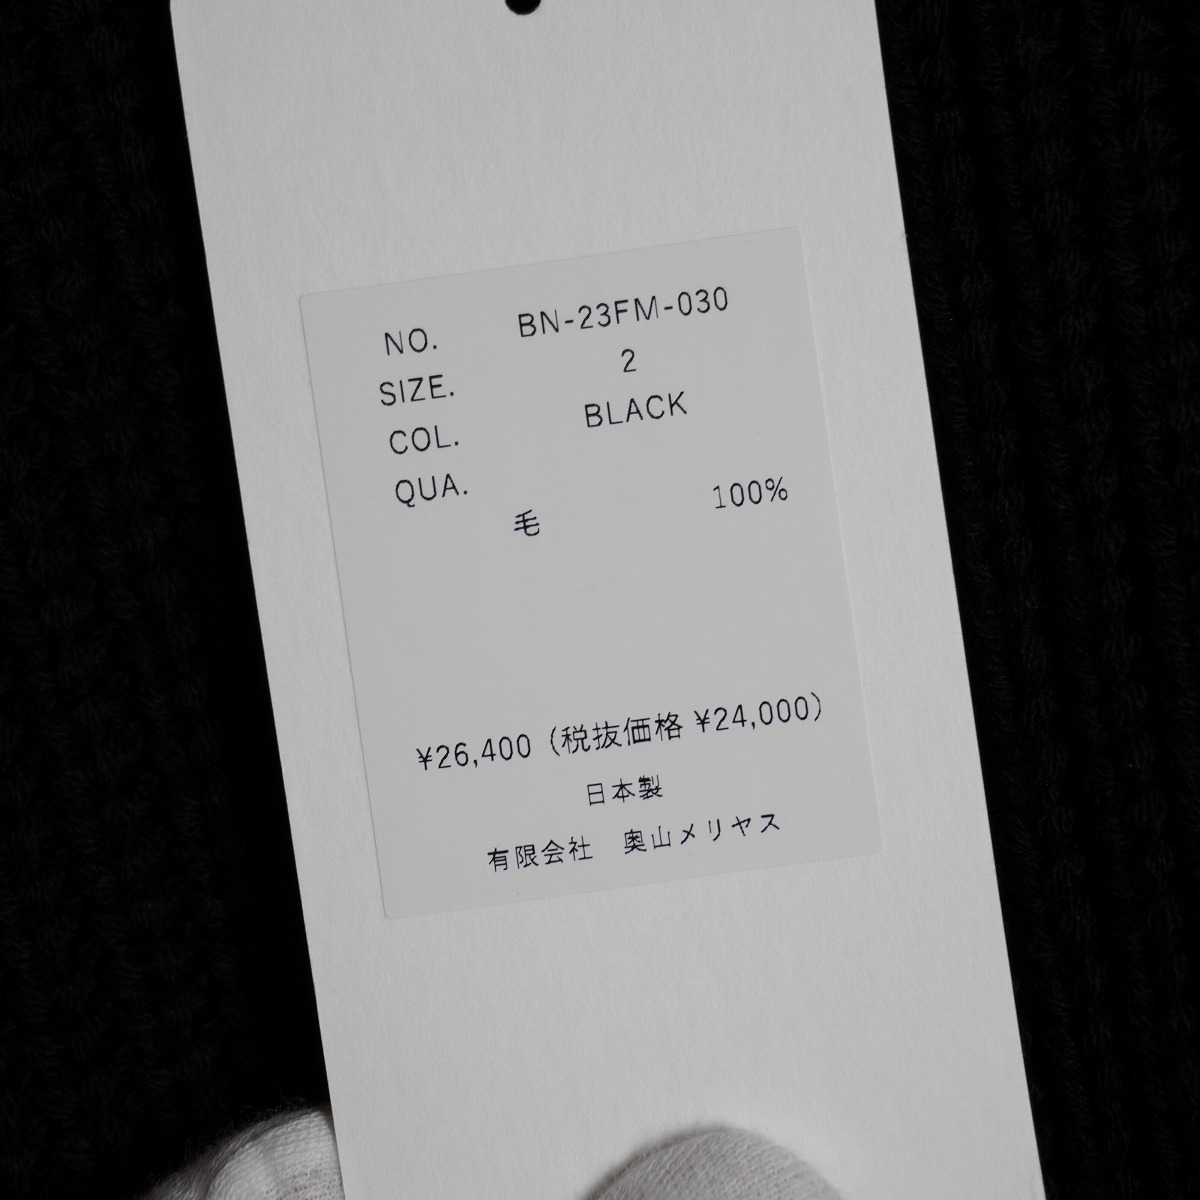 NO. BN-23FM-030
SIZE. 2
COL. BLACK
QUA.
毛 100%
¥26,400（税抜価格 ¥24,000）
日本製
有限会社　奥山メリヤス